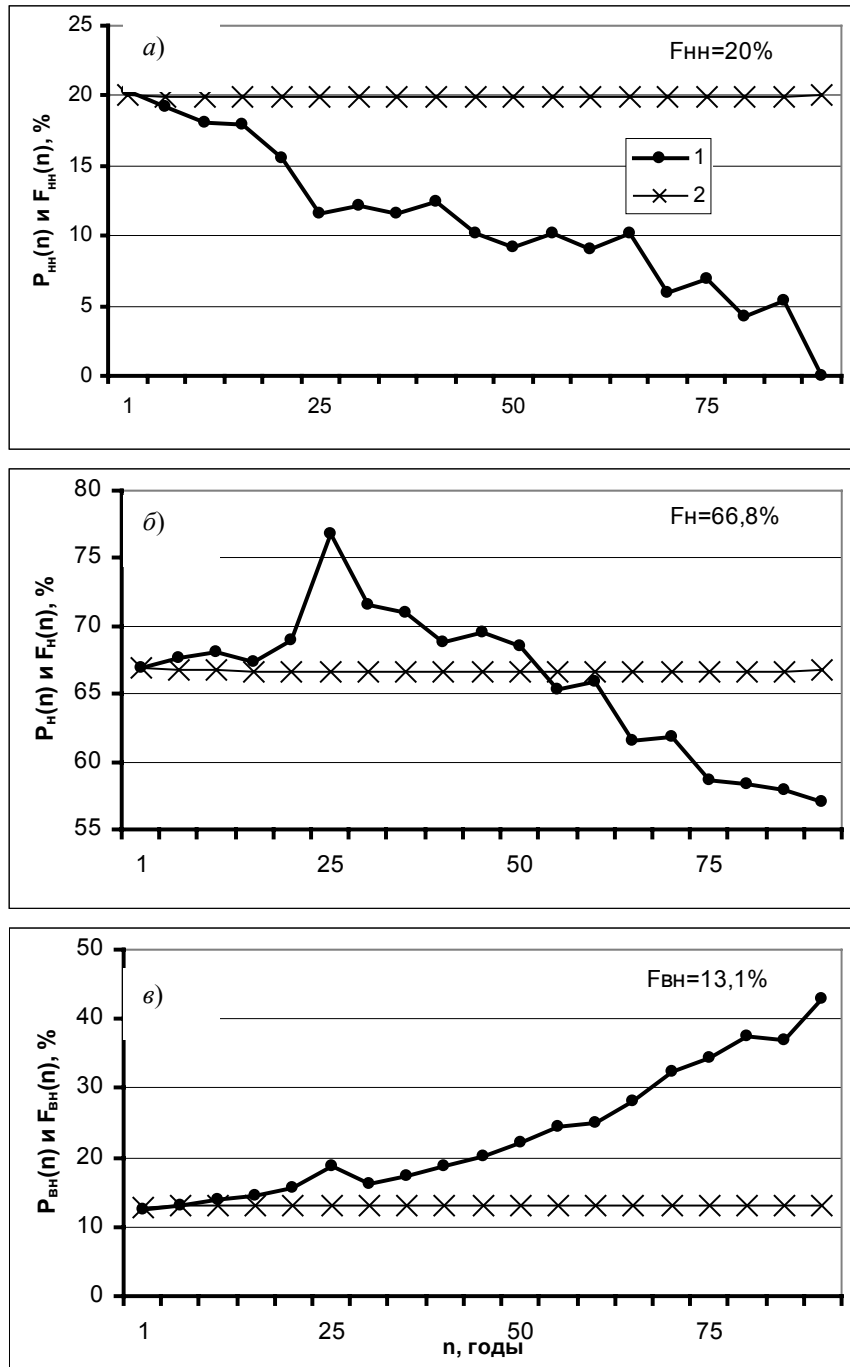 а)
Fнн=20%
25
20
15
10
5
0
Pнн(n) и Fнн(n), %
1
2
1 25 50 75
б)
Fн=66,8%
80
75
70
65
60
55
Pн(n) и Fн(n), %
1 25 50 75
в)
Fвн=13,1%
50
40
30
20
10
0
Pвн(n) и Fвн(n), %
1 25 50 75
n, годы